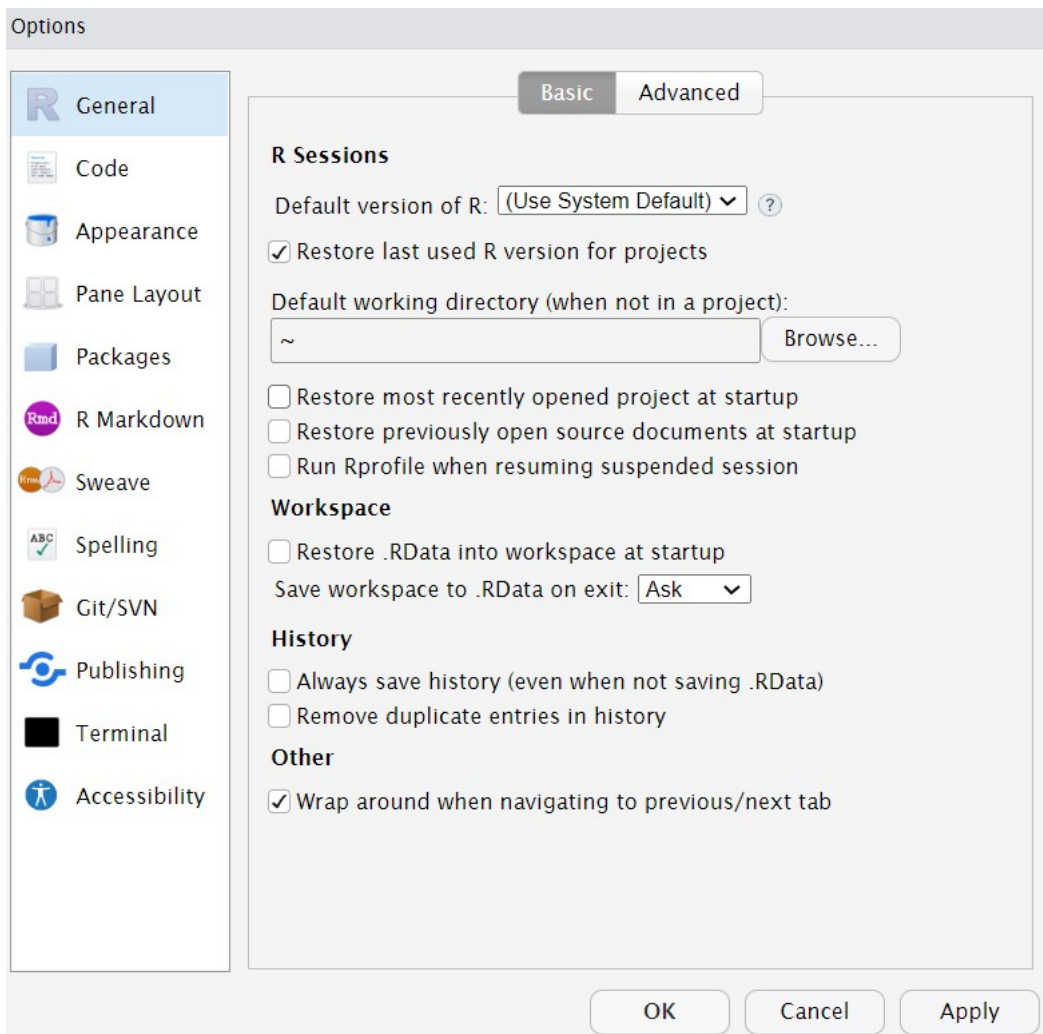 Options
General
Code
Appearance
Pane Layout
Packages
Rmd R Markdown
Rnw Sweave
ABC Spelling
Git/SVN
Publishing
Terminal
Accessibility
Basic Advanced
R Sessions
Default version of R: (Use System Default) ?
Restore last used R version for projects
Default working directory (when not in a project):
~ Browse...
Restore most recently opened project at startup
Restore previously open source documents at startup
Run Rprofile when resuming suspended session
Workspace
Restore .RData into workspace at startup
Save workspace to .RData on exit: Ask
History
Always save history (even when not saving .RData)
Remove duplicate entries in history
Other
Wrap around when navigating to previous/next tab
OK Cancel Apply